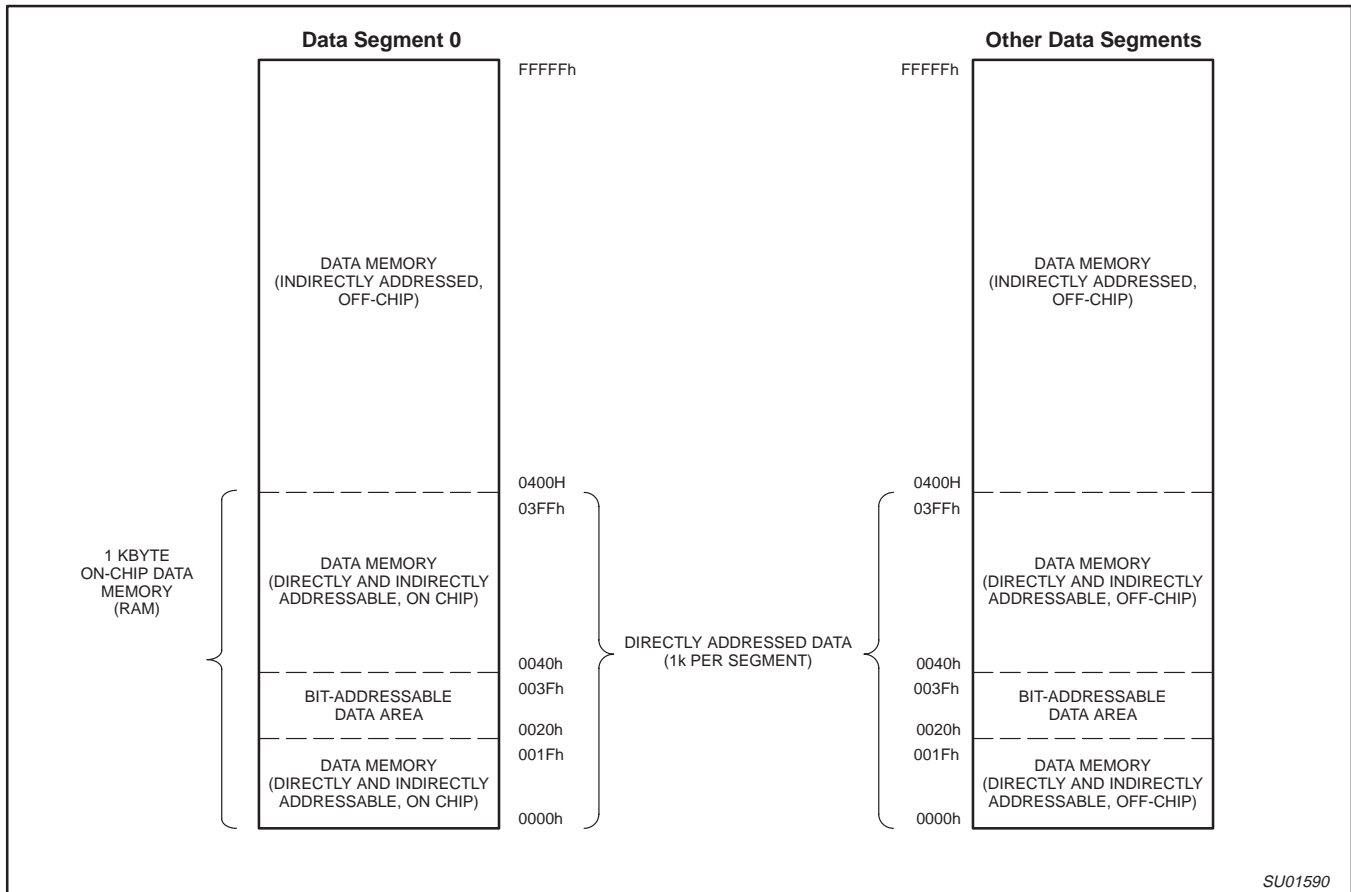 Data Segment 0
Other Data Segments
FFFFFh
FFFFFh
DATA MEMORY
(INDIRECTLY ADDRESSED,
OFF-CHIP)
DATA MEMORY
(INDIRECTLY ADDRESSED,
OFF-CHIP)
0400H
03FFh
0400H
03FFh
1 KBYTE
ON-CHIP DATA
MEMORY
(RAM)
DATA MEMORY
(DIRECTLY AND INDIRECTLY
ADDRESSABLE, ON CHIP)
DATA MEMORY
(DIRECTLY AND INDIRECTLY
ADDRESSABLE, OFF-CHIP)
DIRECTLY ADDRESSED DATA
(1k PER SEGMENT)
0040h
003Fh
0040h
003Fh
BIT-ADDRESSABLE
DATA AREA
BIT-ADDRESSABLE
DATA AREA
0020h
001Fh
0020h
001Fh
DATA MEMORY
(DIRECTLY AND INDIRECTLY
ADDRESSABLE, ON CHIP)
DATA MEMORY
(DIRECTLY AND INDIRECTLY
ADDRESSABLE, OFF-CHIP)
0000h
0000h
SU01590